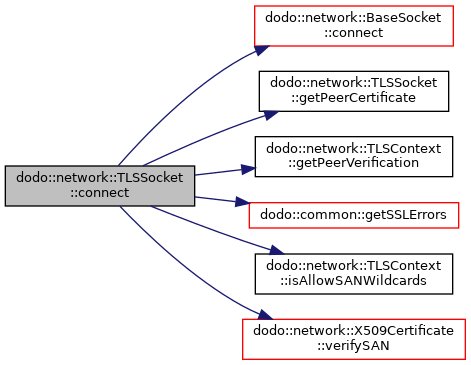 dodo::network::BaseSocket
::connect
dodo::network::TLSSocket
::getPeerCertificate
dodo::network::TLSContext
::getPeerVerification
dodo::network::TLSSocket
::connect
dodo::common::getSSLErrors
dodo::network::TLSContext
::isAllowSANWildcards
dodo::network::X509Certificate
::verifySAN